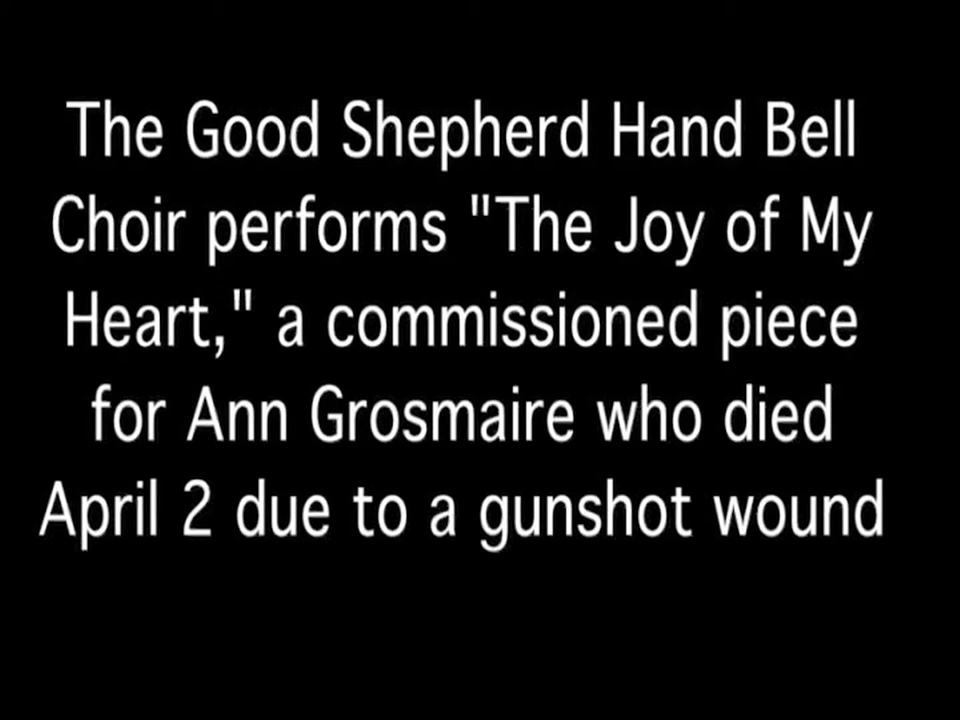 The Good Shepherd Hand Bell
Choir performs "The Joy of My
Heart," a commissioned piece
for Ann Grosmaire who died
April 2 due to a gunshot wound